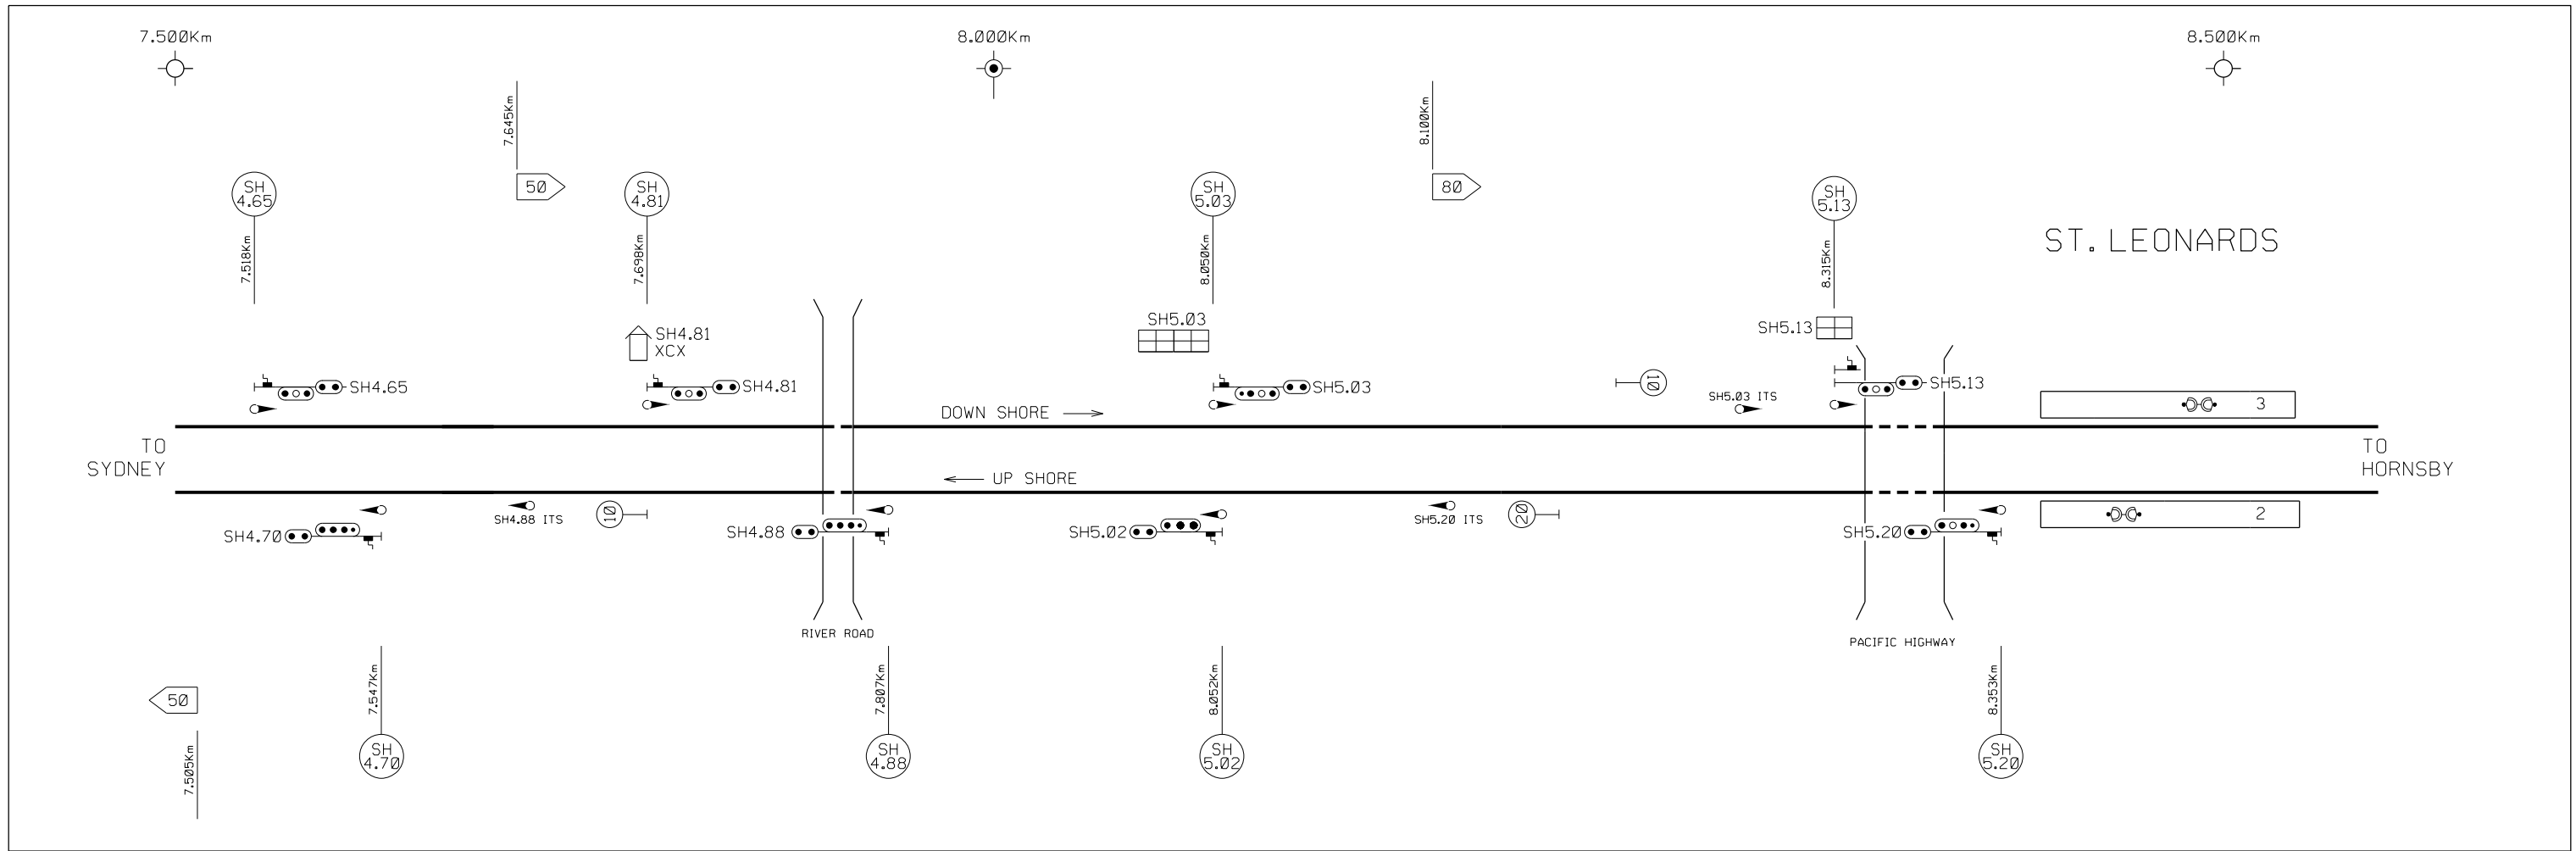 7.500Km
8.000Km
8.500Km
7.645Km
8.100Km
50
80
SH
4.65
SH
4.81
SH
5.03
SH
5.13
7.518Km
7.698Km
8.050Km
8.315Km
ST. LEONARDS
SH4.81
XCX
SH5.03
SH5.13
SH4.65
SH4.81
SH5.03
10
SH5.03 ITS
SH5.13
3
DOWN SHORE
TO
SYDNEY
TO
HORNSBY
UP SHORE
SH4.70
SH4.88 ITS
10
SH4.88
SH5.02
SH5.20 ITS
20
SH5.20
2
RIVER ROAD
PACIFIC HIGHWAY
50
7.505Km
7.547Km
7.807Km
8.052Km
8.353Km
SH
4.70
SH
4.88
SH
5.02
SH
5.20